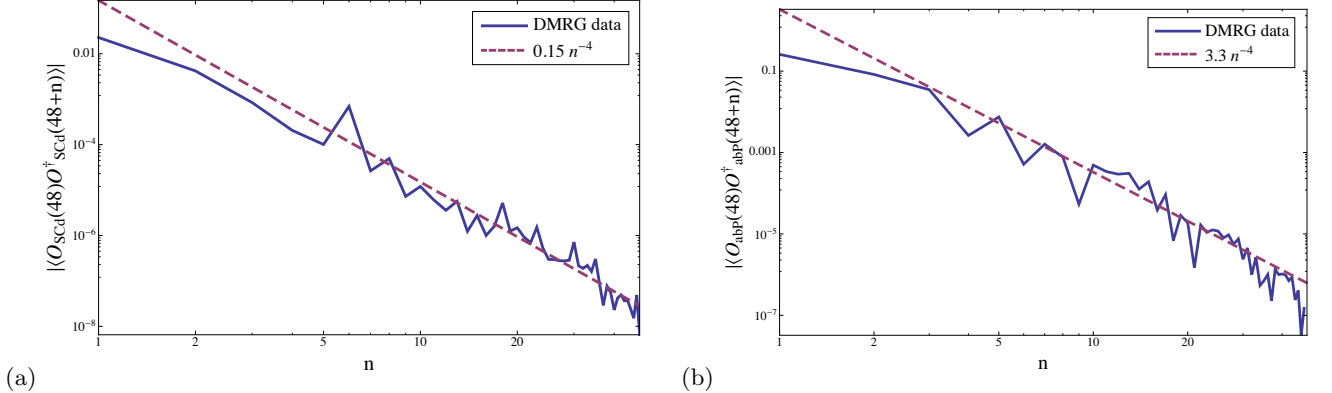 |⟨O_SCd(48)O†_SCd(48+n)⟩|
0.01
10⁻⁴
10⁻⁶
10⁻⁸
DMRG data
0.15 n⁻⁴
1 2 5 10 20
n
(a)
|⟨O_abP(48)O†_abP(48+n)⟩|
0.1
0.001
10⁻⁵
10⁻⁷
DMRG data
3.3 n⁻⁴
1 2 5 10 20
n
(b)